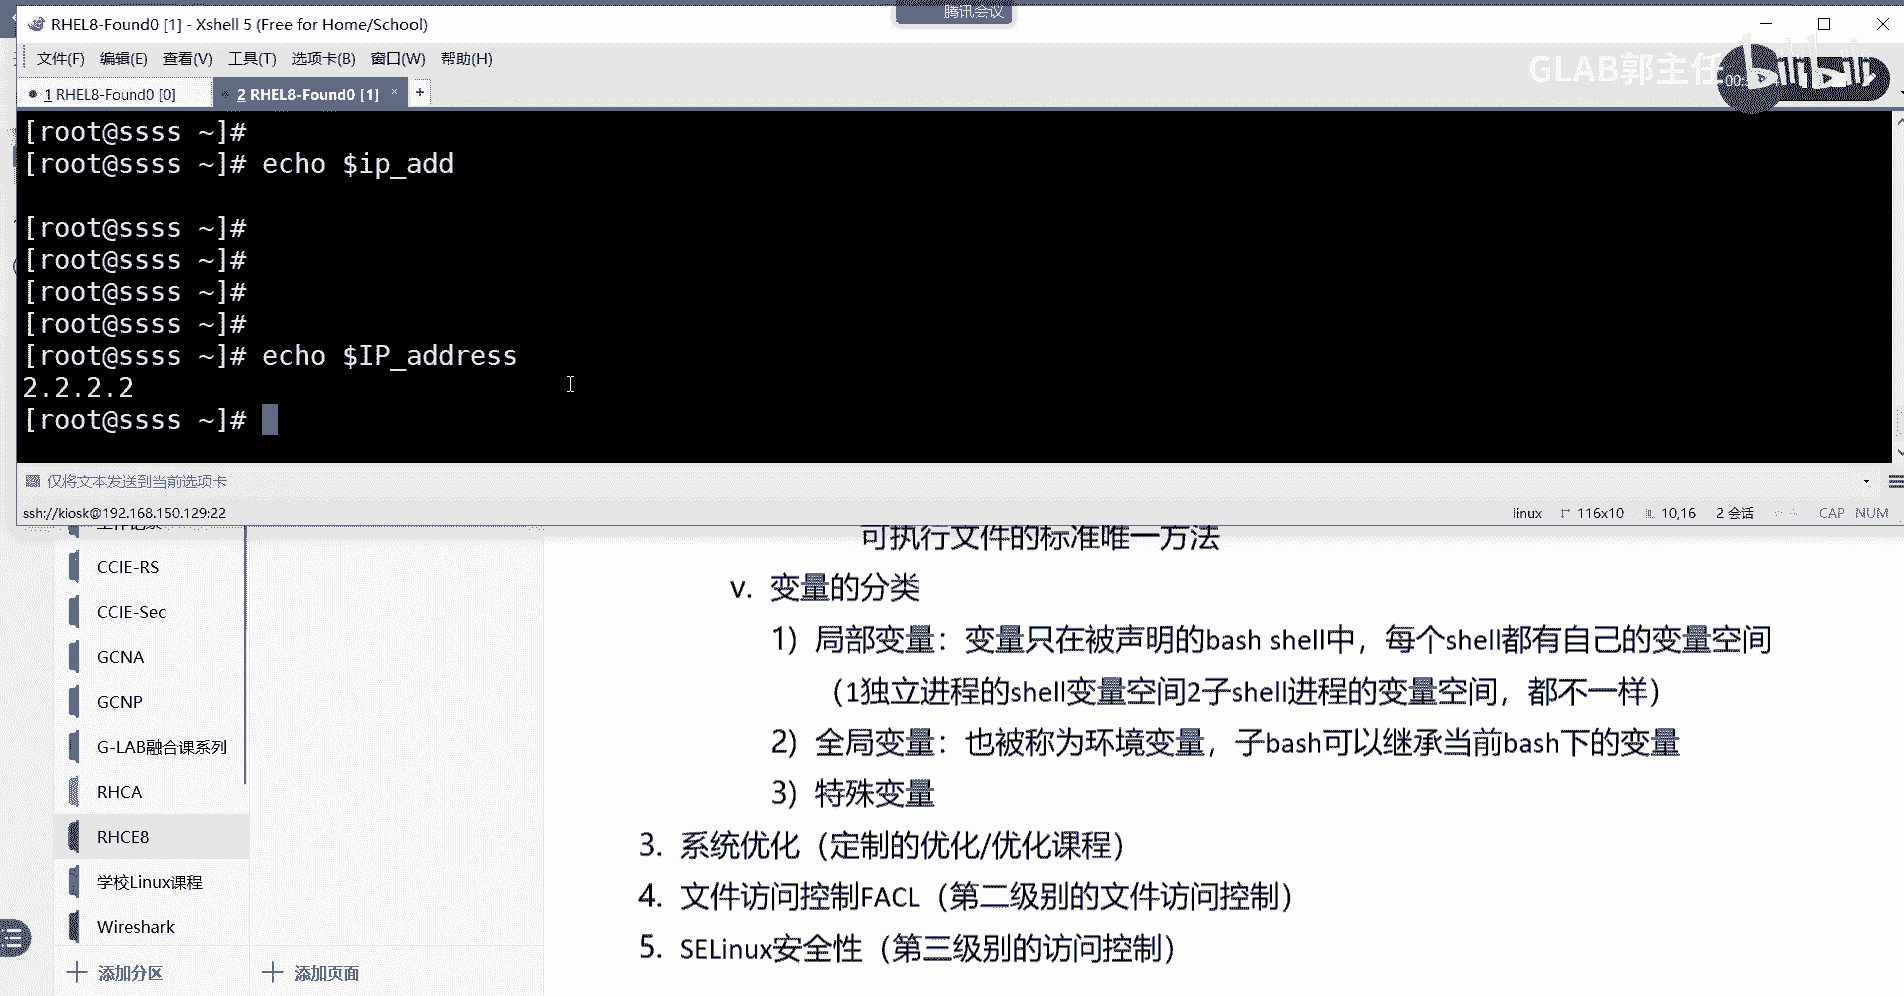 腾讯会议
RHEL8-Found0 [1] - Xshell 5 (Free for Home/School)
文件(F) 编辑(E) 查看(V) 工具(T) 选项卡(B) 窗口(W) 帮助(H)
GLAB郭主任 bilibili
00:
1 RHEL8-Found0 [0] 2 RHEL8-Found0 [1] × +
[root@ssss ~]#
[root@ssss ~]# echo $ip_add
[root@ssss ~]#
[root@ssss ~]#
[root@ssss ~]#
[root@ssss ~]#
[root@ssss ~]# echo $IP_address
2.2.2.2
[root@ssss ~]#
仅将文本发送到当前选项卡
ssh://kiosk@192.168.150.129:22 linux 116x10 10,16 2 会话 CAP NUM
可执行文件的标准唯一方法
CCIE-RS
v. 变量的分类
CCIE-Sec
1) 局部变量：变量只在被声明的bash shell中，每个shell都有自己的变量空间
GCNA
（1独立进程的shell变量空间2子shell进程的变量空间，都不一样）
GCNP
2) 全局变量：也被称为环境变量，子bash可以继承当前bash下的变量
G-LAB融合课系列
3) 特殊变量
RHCA
RHCE8
3. 系统优化（定制的优化/优化课程）
学校Linux课程
4. 文件访问控制FACL（第二级别的文件访问控制）
Wireshark
5. SELinux安全性（第三级别的访问控制）
添加分区 添加页面